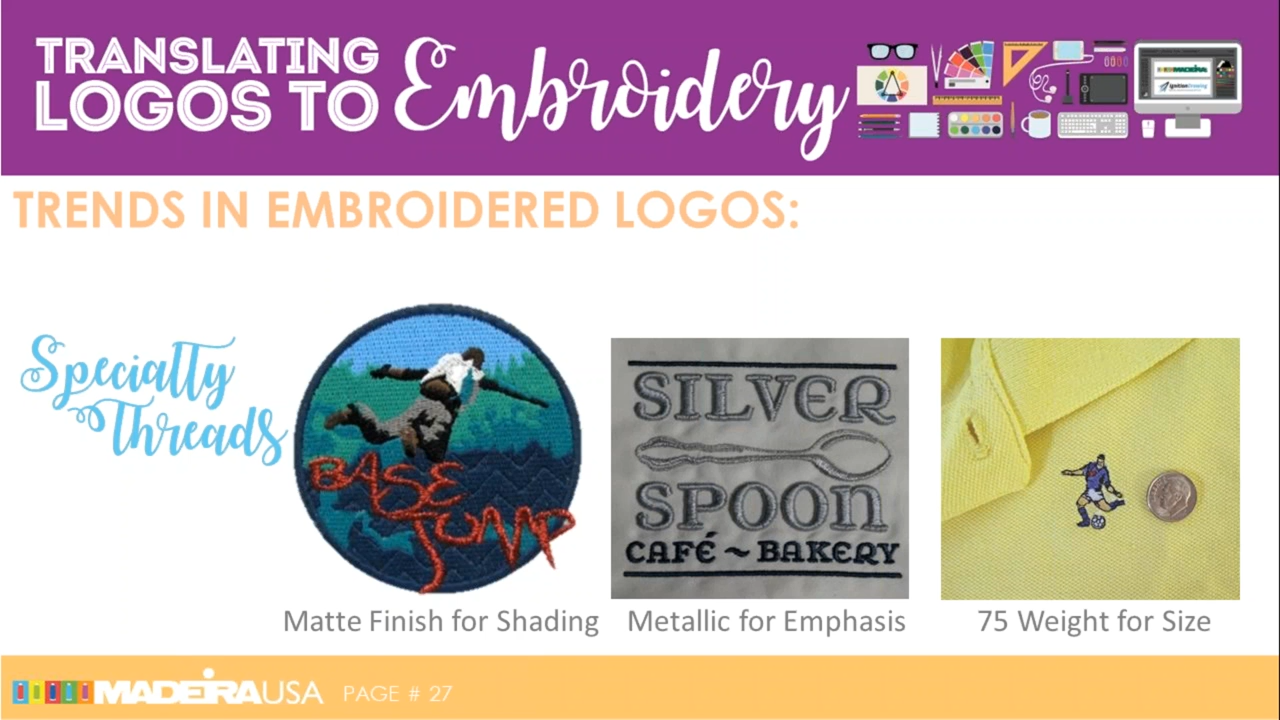 TRANSLATING
LOGOS TO Embroidery
TRENDS IN EMBROIDERED LOGOS:
Specialty
Threads
BASE
JUMP
SILVER
SPOON
CAFÉ ~ BAKERY
Matte Finish for Shading
Metallic for Emphasis
75 Weight for Size
MADEIRA USA PAGE # 27